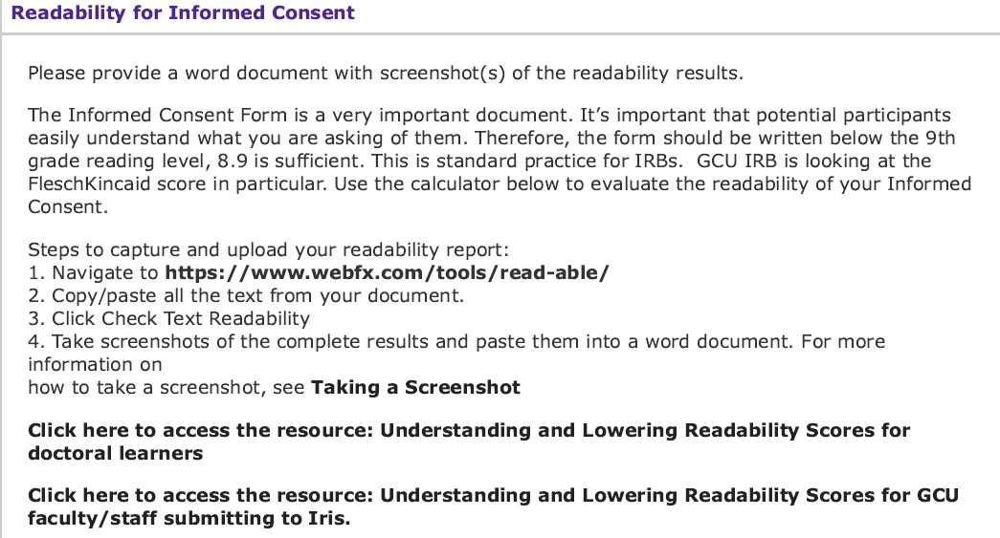 Readability for Informed Consent
Please provide a word document with screenshot(s) of the readability results.
The Informed Consent Form is a very important document. It’s important that potential participants
easily understand what you are asking of them. Therefore, the form should be written below the 9th
grade reading level, 8.9 is sufficient. This is standard practice for IRBs.  GCU IRB is looking at the
FleschKincaid score in particular. Use the calculator below to evaluate the readability of your Informed
Consent.
Steps to capture and upload your readability report:
1. Navigate to https://www.webfx.com/tools/read-able/
2. Copy/paste all the text from your document.
3. Click Check Text Readability
4. Take screenshots of the complete results and paste them into a word document. For more
information on
how to take a screenshot, see Taking a Screenshot
Click here to access the resource: Understanding and Lowering Readability Scores for
doctoral learners
Click here to access the resource: Understanding and Lowering Readability Scores for GCU
faculty/staff submitting to Iris.